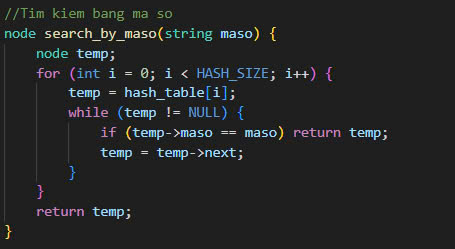 //Tim kiem bang ma so
node search_by_maso(string maso) {
    node temp;
    for (int i = 0; i < HASH_SIZE; i++) {
        temp = hash_table[i];
        while (temp != NULL) {
            if (temp->maso == maso) return temp;
            temp = temp->next;
        }
    }
    return temp;
}